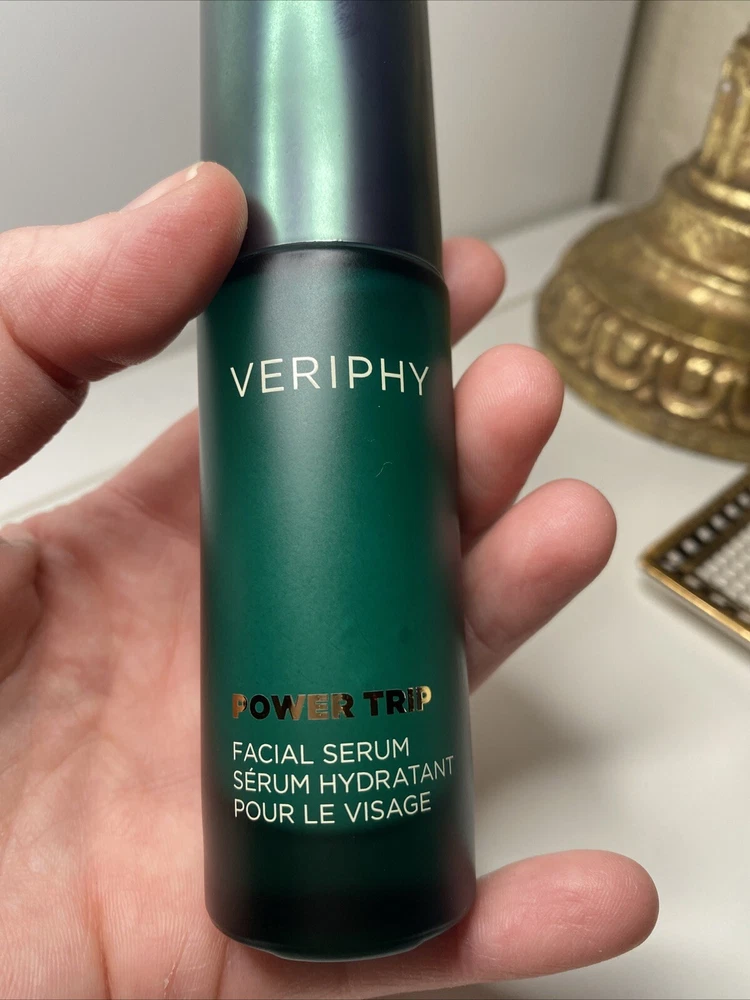 VERIPHY
POWER TRIP
FACIAL SERUM
SÉRUM HYDRATANT
POUR LE VISAGE